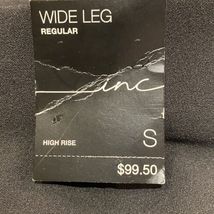 WIDE LEG
REGULAR
inc
HIGH RISE
S
$99.50